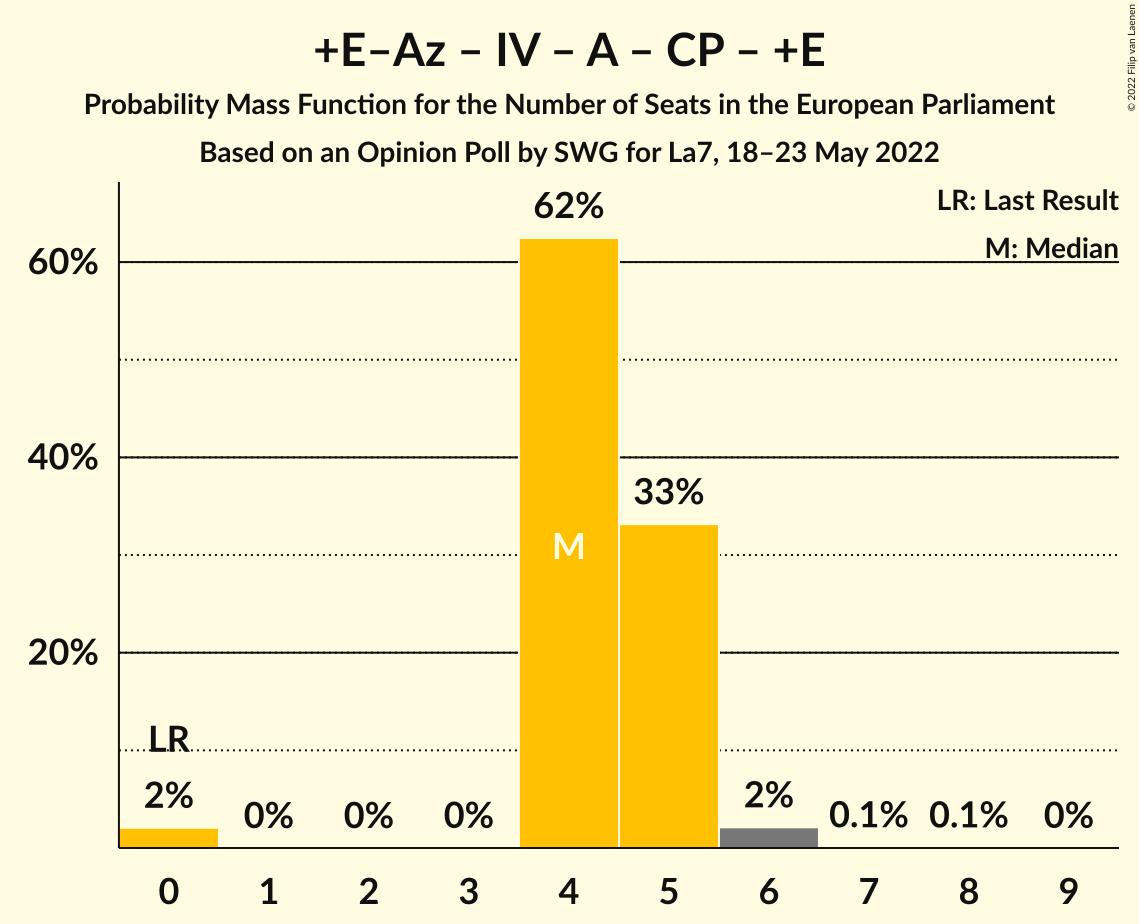 +E–Az – IV – A – CP – +E
Probability Mass Function for the Number of Seats in the European Parliament
Based on an Opinion Poll by SWG for La7, 18–23 May 2022
© 2022 Filip van Laenen
LR: Last Result
M: Median
60%
40%
20%
62%
33%
M
LR
2%
0%
0%
0%
2%
0.1%
0.1%
0%
0 1 2 3 4 5 6 7 8 9